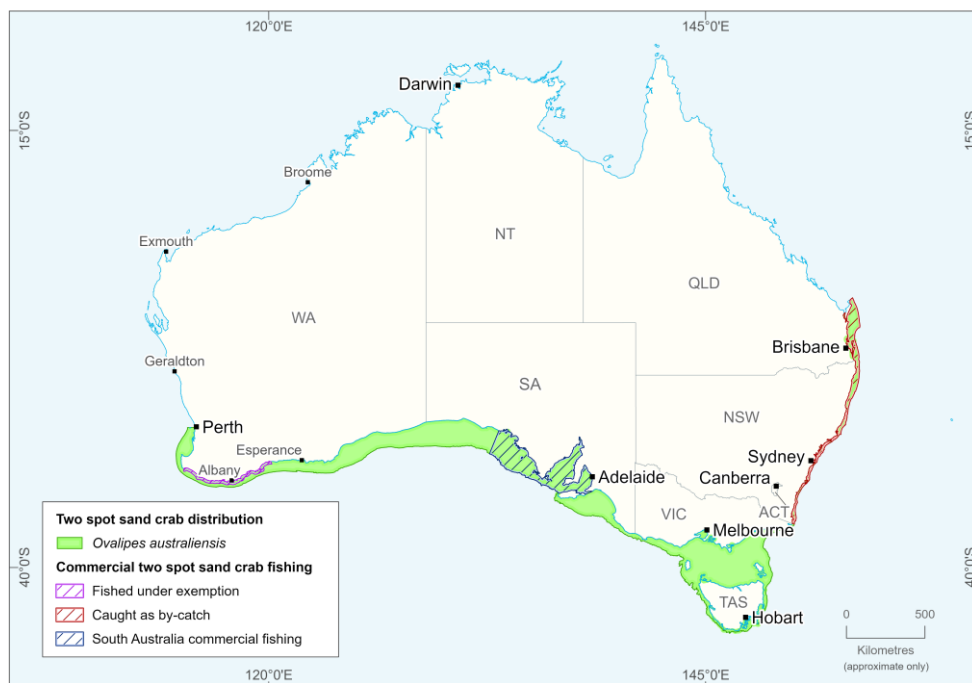 120°0'E
145°0'E
Darwin
15°0'S
15°0'S
Broome
NT
Exmouth
QLD
WA
Brisbane
Geraldton
SA
NSW
Perth
Esperance
Sydney
Albany
Adelaide
Canberra
VIC
ACT
Melbourne
40°0'S
40°0'S
TAS
Hobart
Two spot sand crab distribution
Ovalipes australiensis
Commercial two spot sand crab fishing
Fished under exemption
Caught as by-catch
South Australia commercial fishing
0 500
Kilometres
(approximate only)
120°0'E
145°0'E